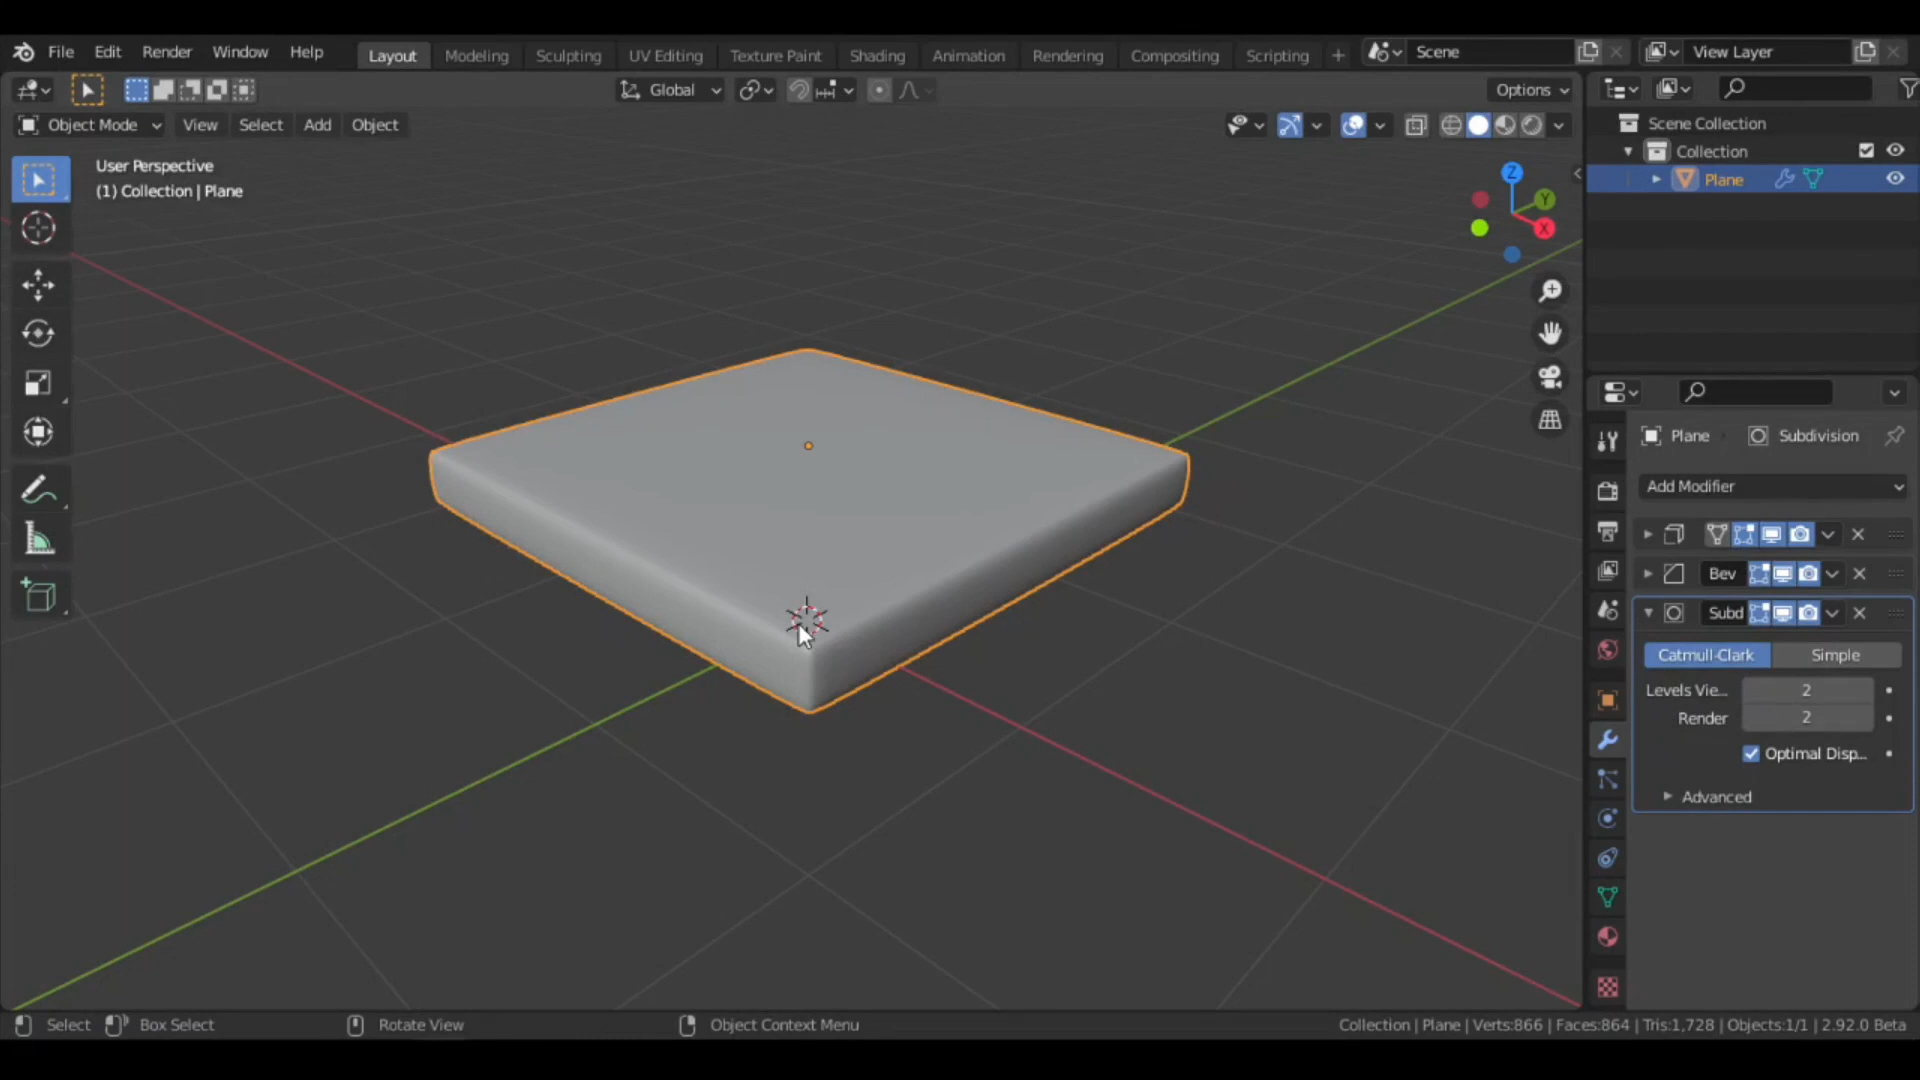 File Edit Render Window Help Layout Modeling Sculpting UV Editing Texture Paint Shading Animation Rendering Compositing Scripting + Scene View Layer
Global Options
Object Mode View Select Add Object
User Perspective
(1) Collection | Plane
Z
Y
X
Scene Collection
Collection
Plane
Plane Subdivision
Add Modifier
Bev
Subd
Catmull-Clark Simple
Levels Vie... 2
Render 2
Optimal Disp...
Advanced
Select Box Select Rotate View Object Context Menu Collection | Plane | Verts:866 | Faces:864 | Tris:1,728 | Objects:1/1 | 2.92.0 Beta